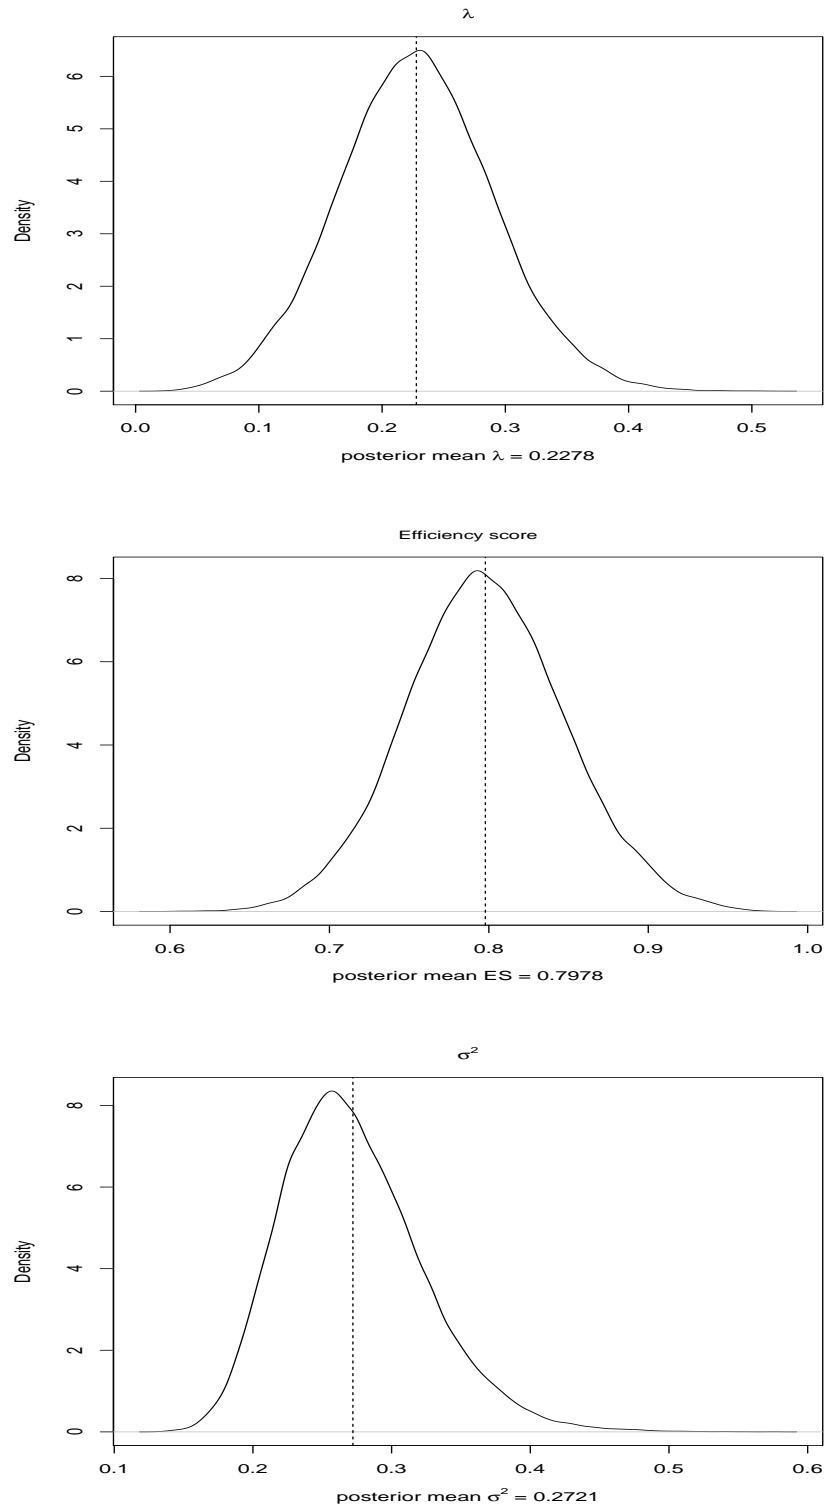 λ
6
5
4
3
2
1
0
Density
0.0 0.1 0.2 0.3 0.4 0.5
posterior mean λ = 0.2278
Efficiency score
8
6
4
2
0
Density
0.6 0.7 0.8 0.9 1.0
posterior mean ES = 0.7978
σ²
8
6
4
2
0
Density
0.1 0.2 0.3 0.4 0.5 0.6
posterior mean σ² = 0.2721